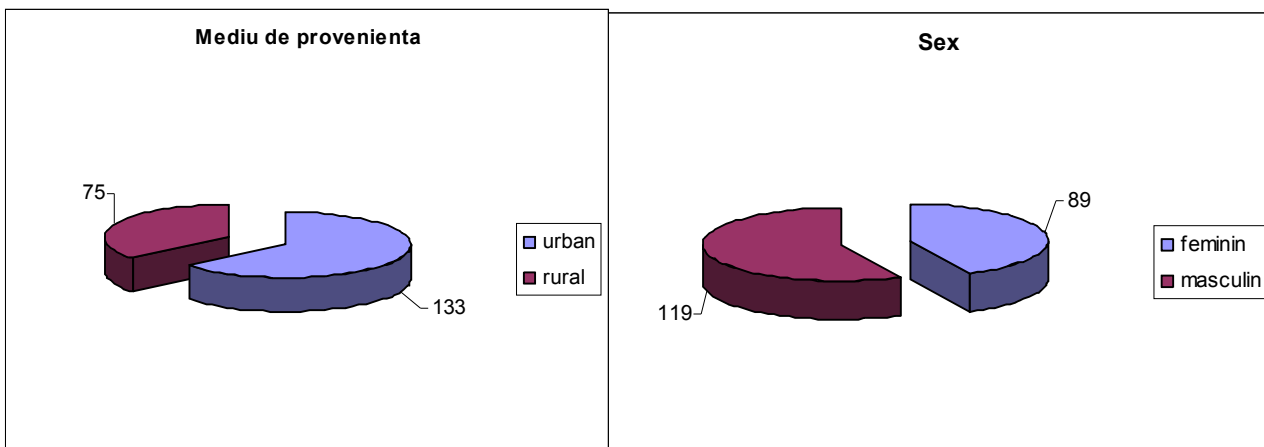 Mediu de provenienta
75
133
urban
rural
Sex
89
119
feminin
masculin